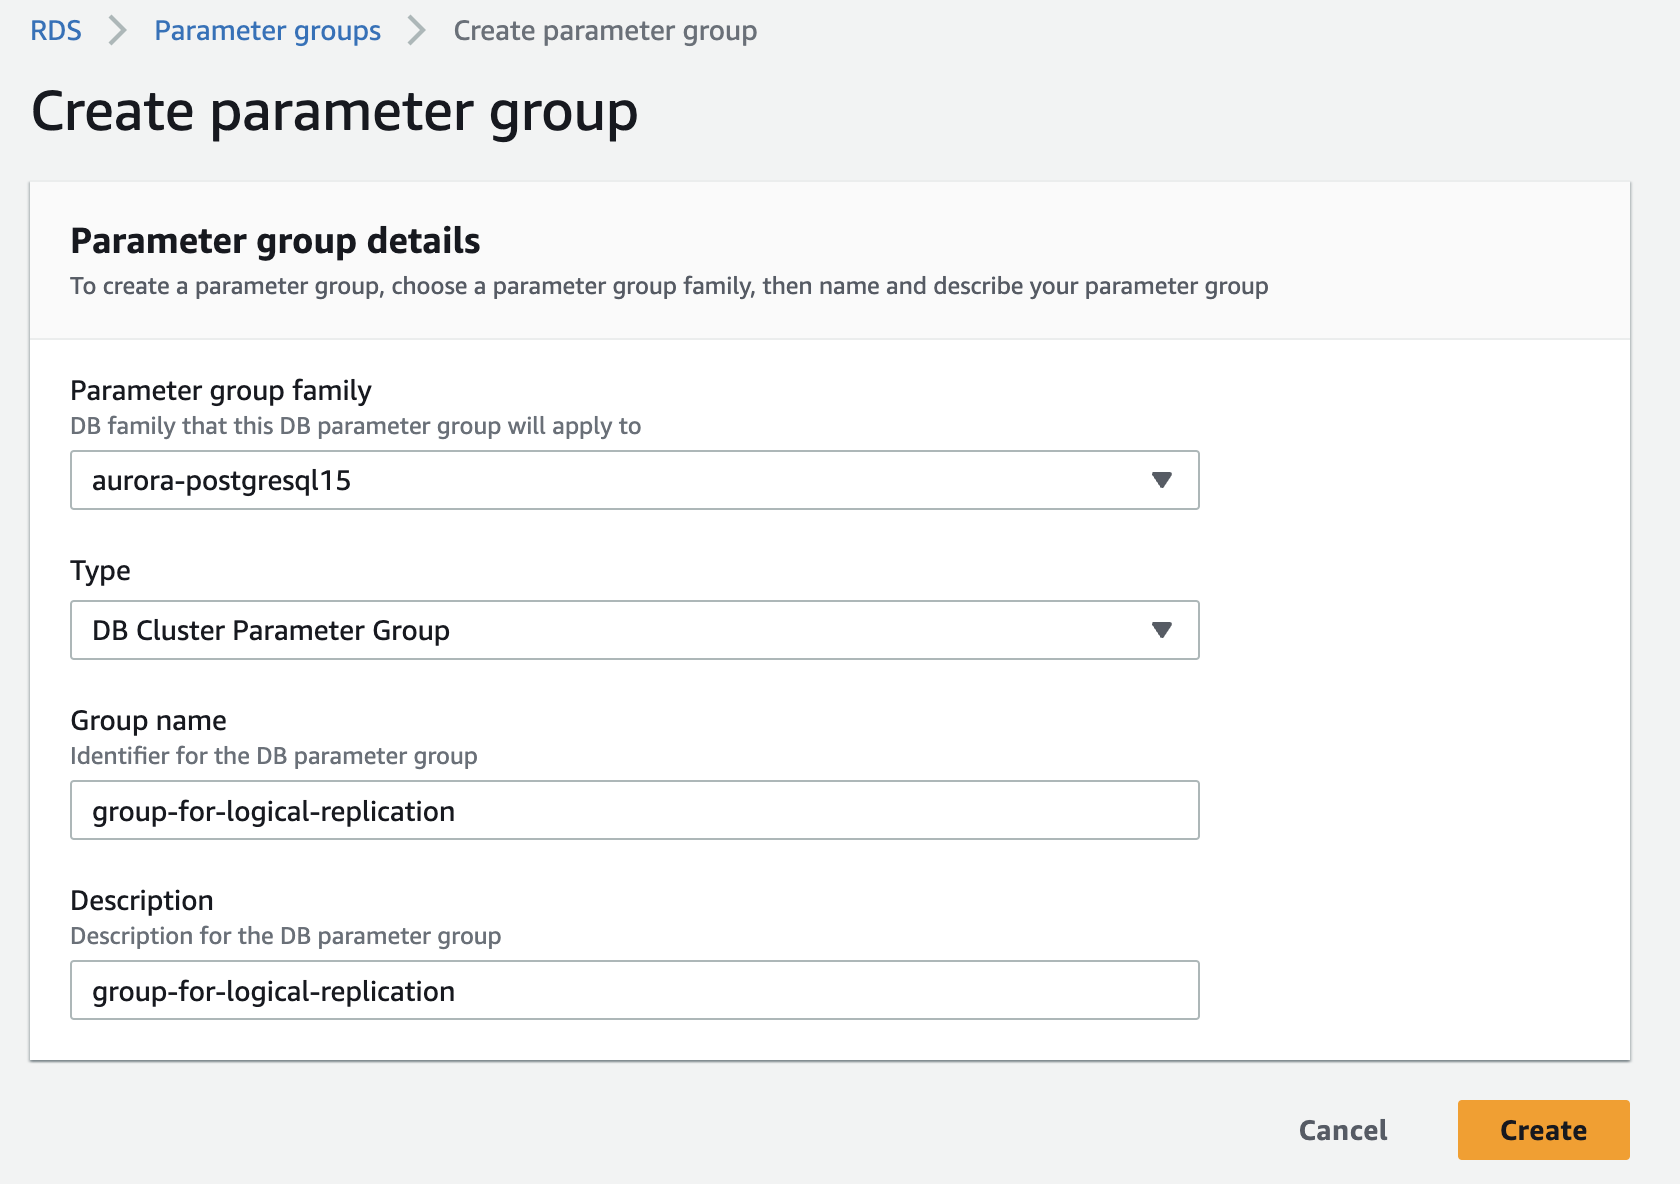 RDS > Parameter groups > Create parameter group
Create parameter group
Parameter group details
To create a parameter group, choose a parameter group family, then name and describe your parameter group
Parameter group family
DB family that this DB parameter group will apply to
aurora-postgresql15
Type
DB Cluster Parameter Group
Group name
Identifier for the DB parameter group
group-for-logical-replication
Description
Description for the DB parameter group
group-for-logical-replication
Cancel Create